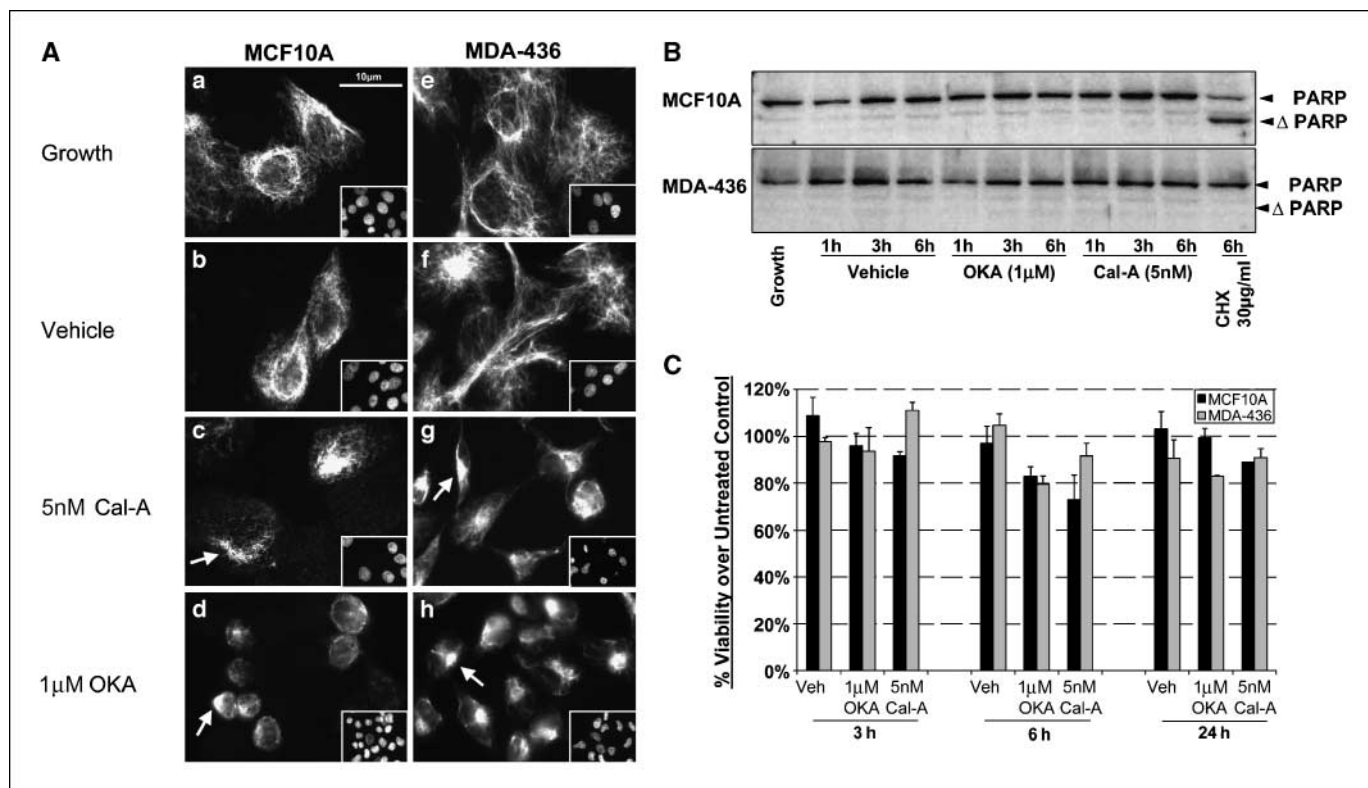 A
MCF10A
MDA-436
a
10μm
e
Growth
b
f
Vehicle
c
g
5nM Cal-A
d
h
1μM OKA
B
MCF10A
PARP
Δ PARP
MDA-436
PARP
Δ PARP
1h 3h 6h 1h 3h 6h 1h 3h 6h 6h
Growth
Vehicle
OKA (1μM)
Cal-A (5nM)
CHX
30μg/ml
C
% Viability over Untreated Control
120%
100%
80%
60%
40%
20%
0%
MCF10A
MDA-436
Veh 1μM 5nM Veh 1μM 5nM Veh 1μM 5nM
OKA Cal-A OKA Cal-A OKA Cal-A
3 h 6 h 24 h